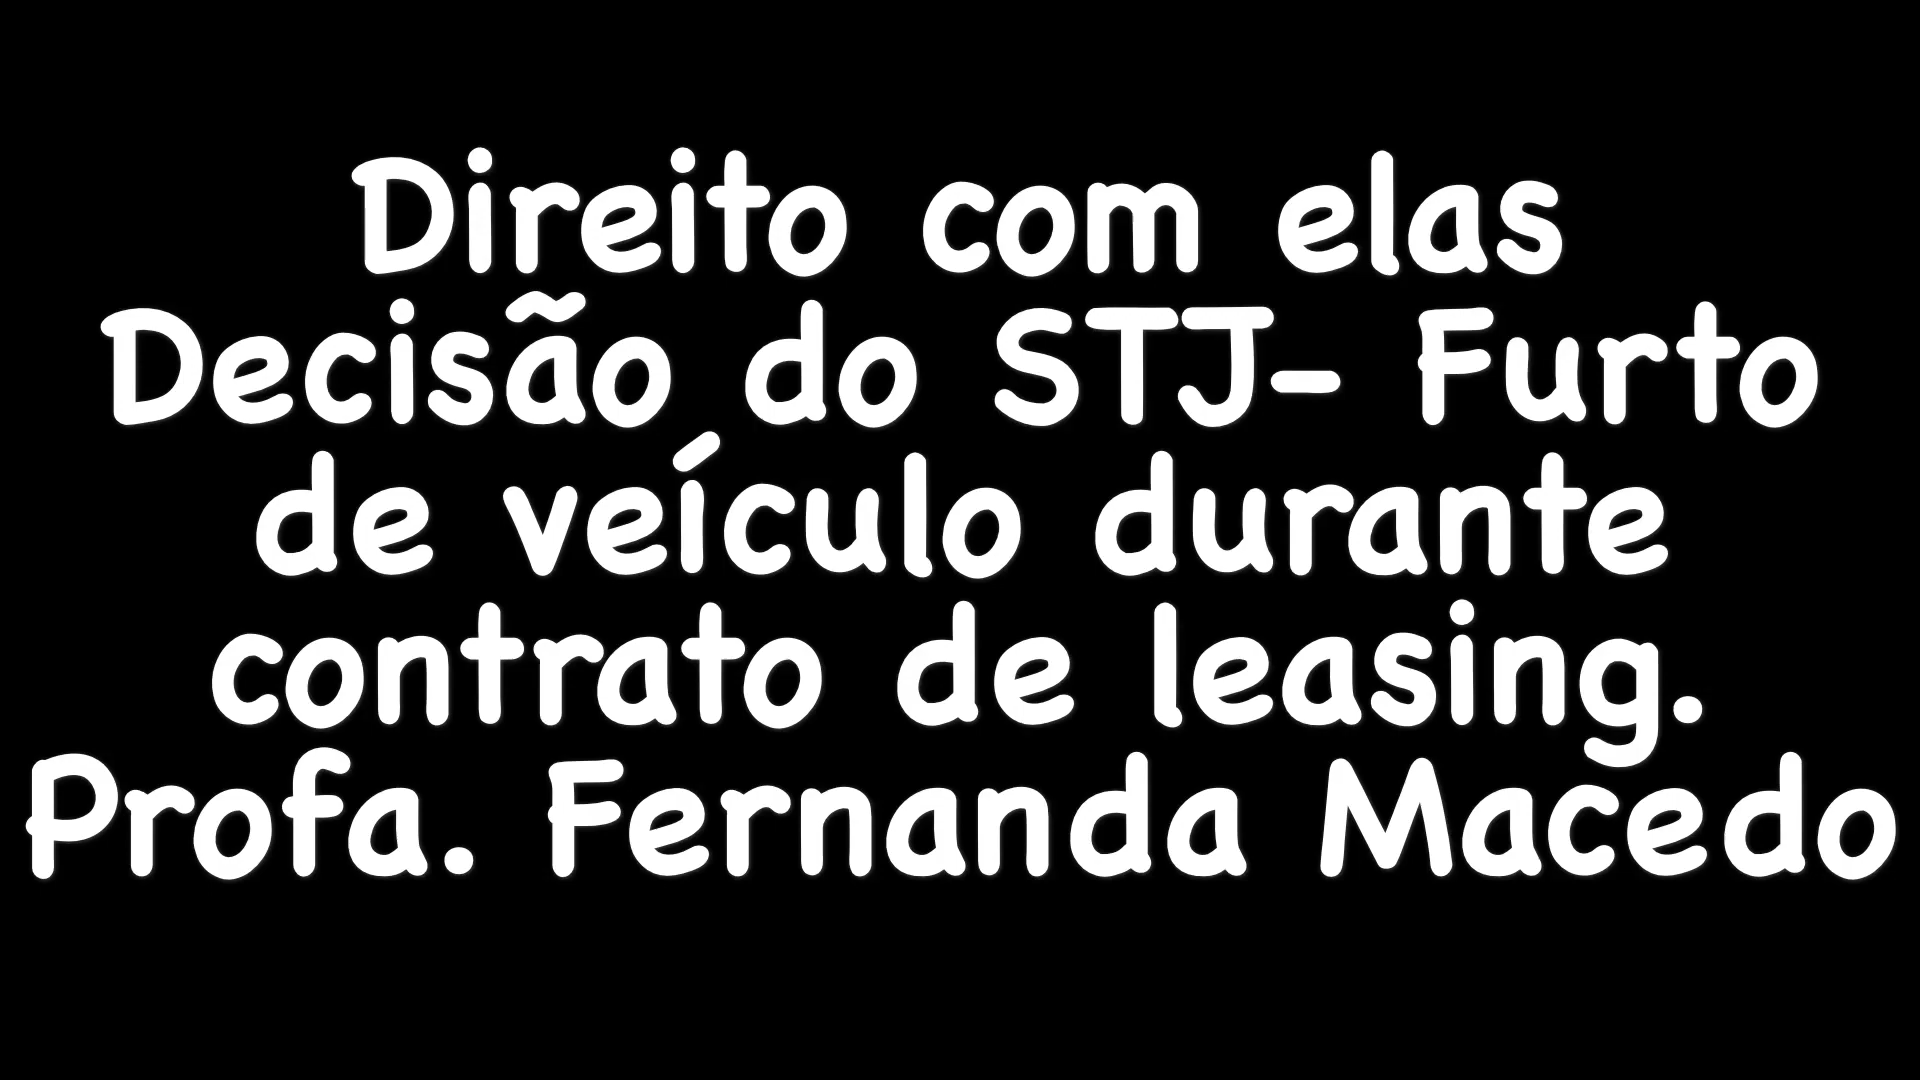 Direito com elas
Decisão do STJ- Furto
de veículo durante
contrato de leasing.
Profa. Fernanda Macedo